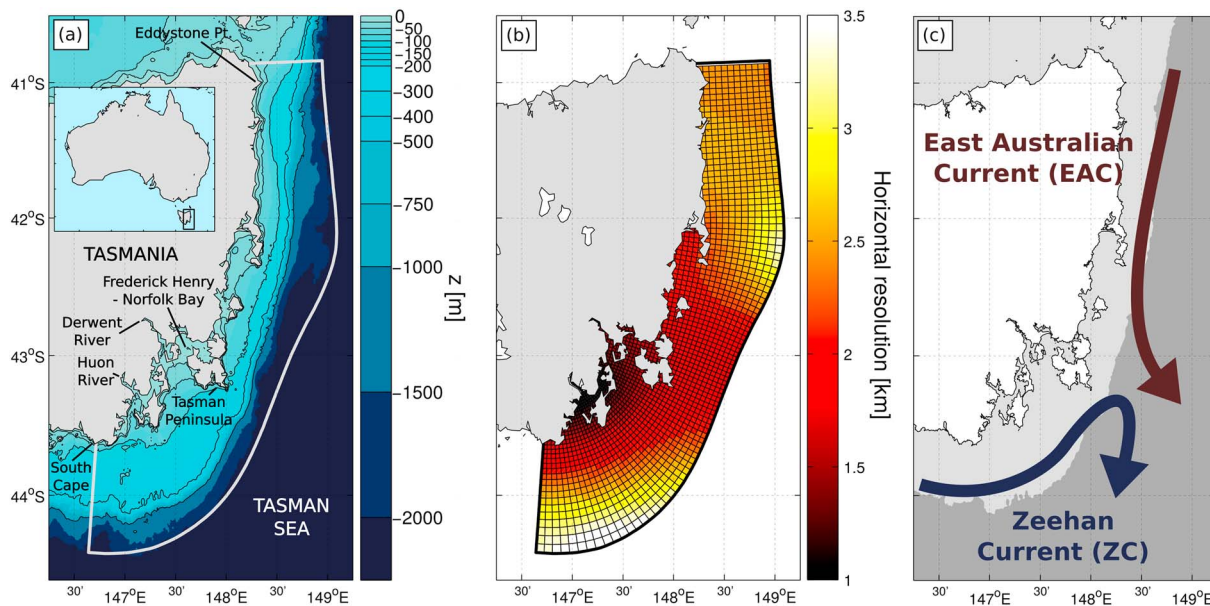 (a)
Eddystone Pt.
41°S
42°S
43°S
44°S
TASMANIA
Frederick Henry
- Norfolk Bay
Derwent
River
Huon
River
Tasman
Peninsula
South
Cape
TASMAN
SEA
30'
147°E
30'
148°E
30'
149°E
0
-50
-100
-200
-300
-400
-500
-750
-1000
-1500
-2000
z [m]
(b)
30'
147°E
30'
148°E
30'
149°E
3.5
3
2.5
2
1.5
1
Horizontal resolution [km]
(c)
East Australian
Current (EAC)
Zeehan
Current (ZC)
30'
147°E
30'
148°E
30'
149°E